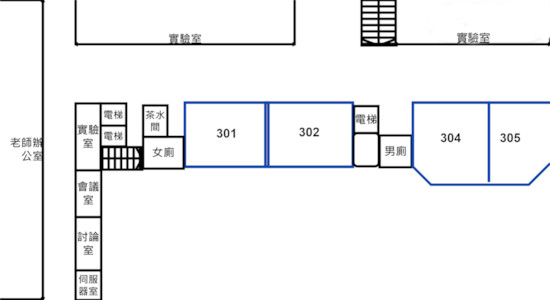 實驗室
實驗室
電梯
電梯
茶水
間
實驗
室
女廁
301
302
電梯
男廁
304
305
老師辦
公室
會議
室
討論
室
伺服
器室